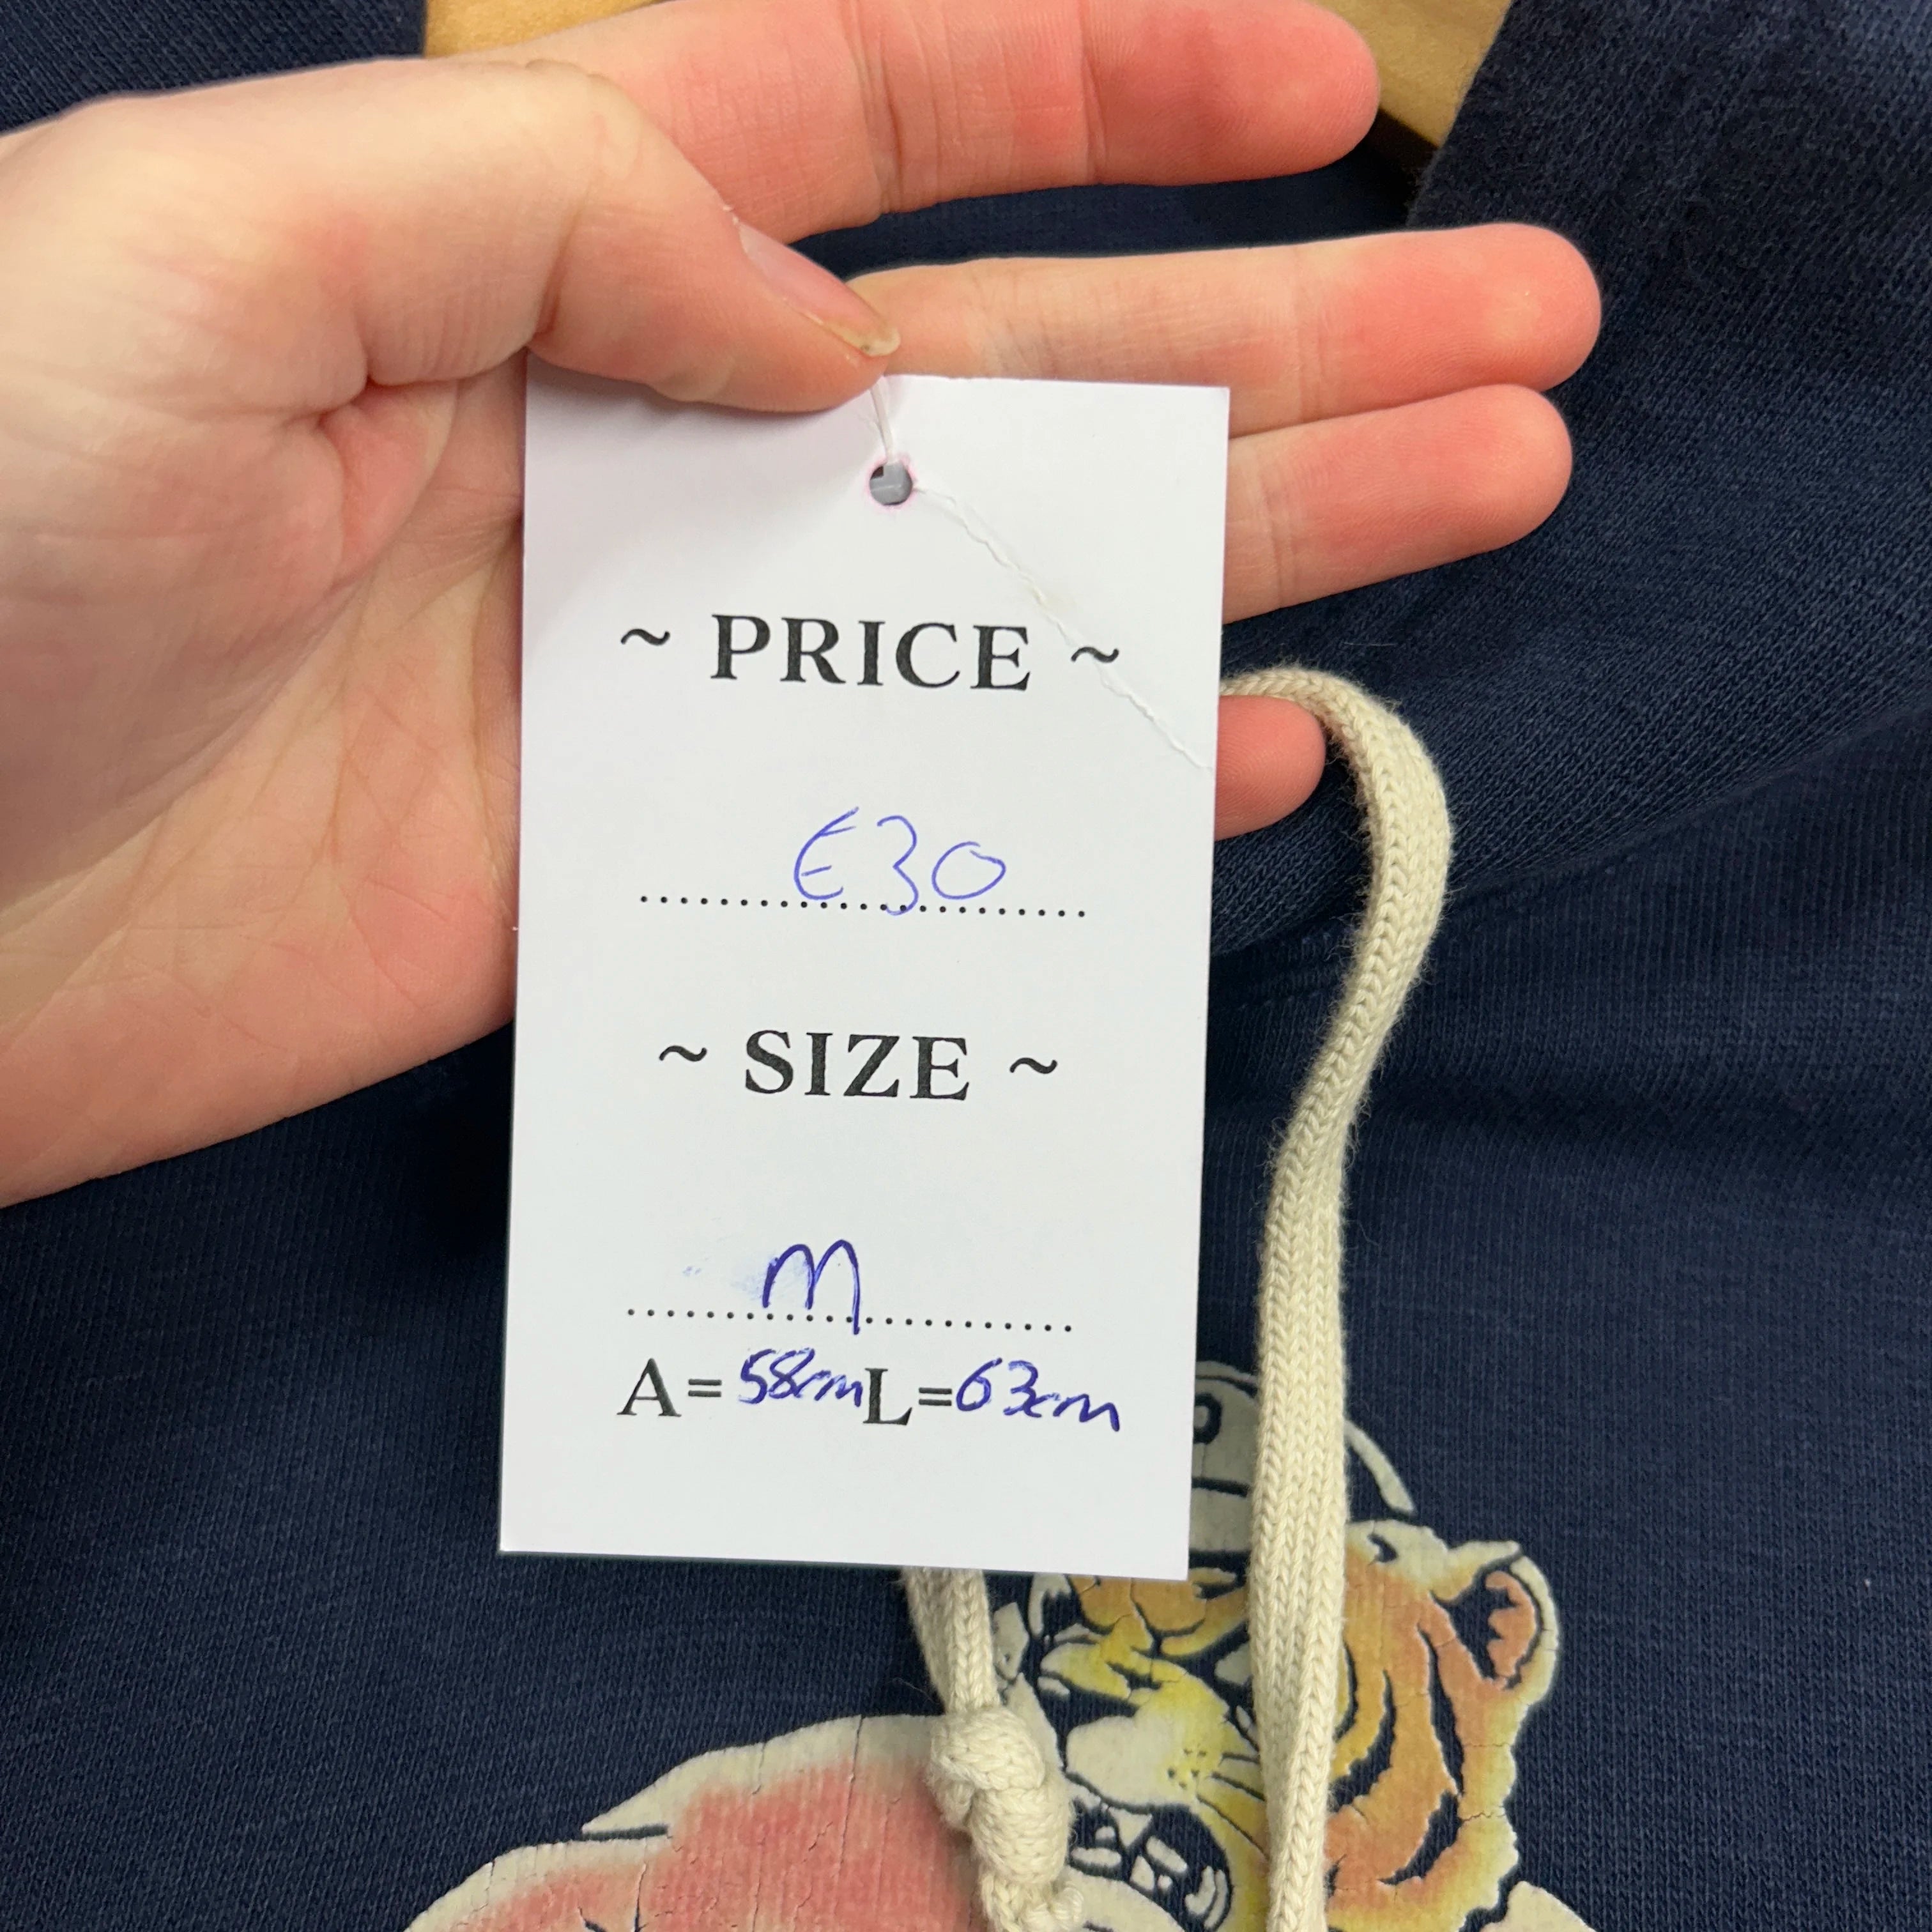 ~ PRICE ~
€30
~ SIZE ~
M
A= 58cm L= 63cm